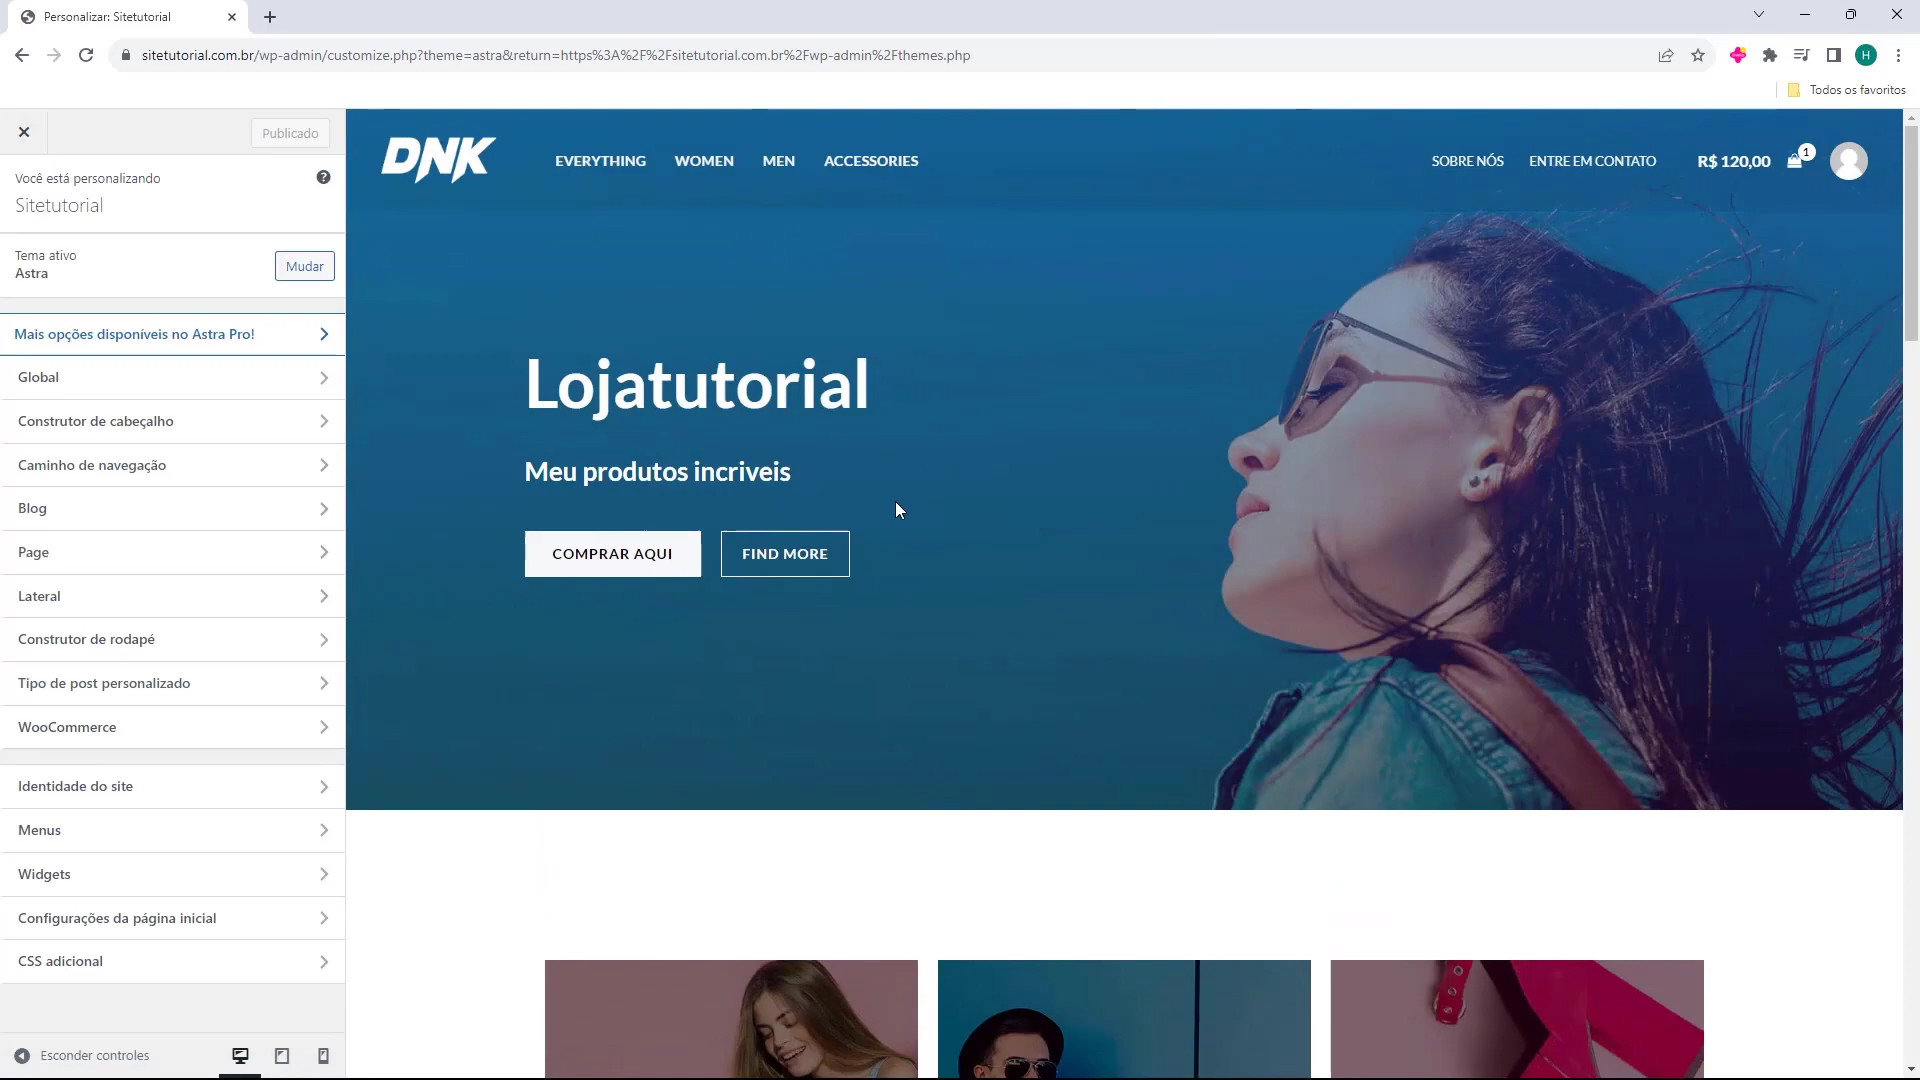 Personalizar: Sitetutorial
sitetutorial.com.br/wp-admin/customize.php?theme=astra&return=https%3A%2F%2Fsitetutorial.com.br%2Fwp-admin%2Fthemes.php
H
Todos os favoritos
Publicado
Você está personalizando
Sitetutorial
Tema ativo
Astra
Mudar
Mais opções disponíveis no Astra Pro!
Global
Construtor de cabeçalho
Caminho de navegação
Blog
Page
Lateral
Construtor de rodapé
Tipo de post personalizado
WooCommerce
Identidade do site
Menus
Widgets
Configurações da página inicial
CSS adicional
Esconder controles
DNK
EVERYTHING WOMEN MEN ACCESSORIES
SOBRE NÓS ENTRE EM CONTATO R$ 120,00 1
Lojatutorial
Meu produtos incriveis
COMPRAR AQUI FIND MORE